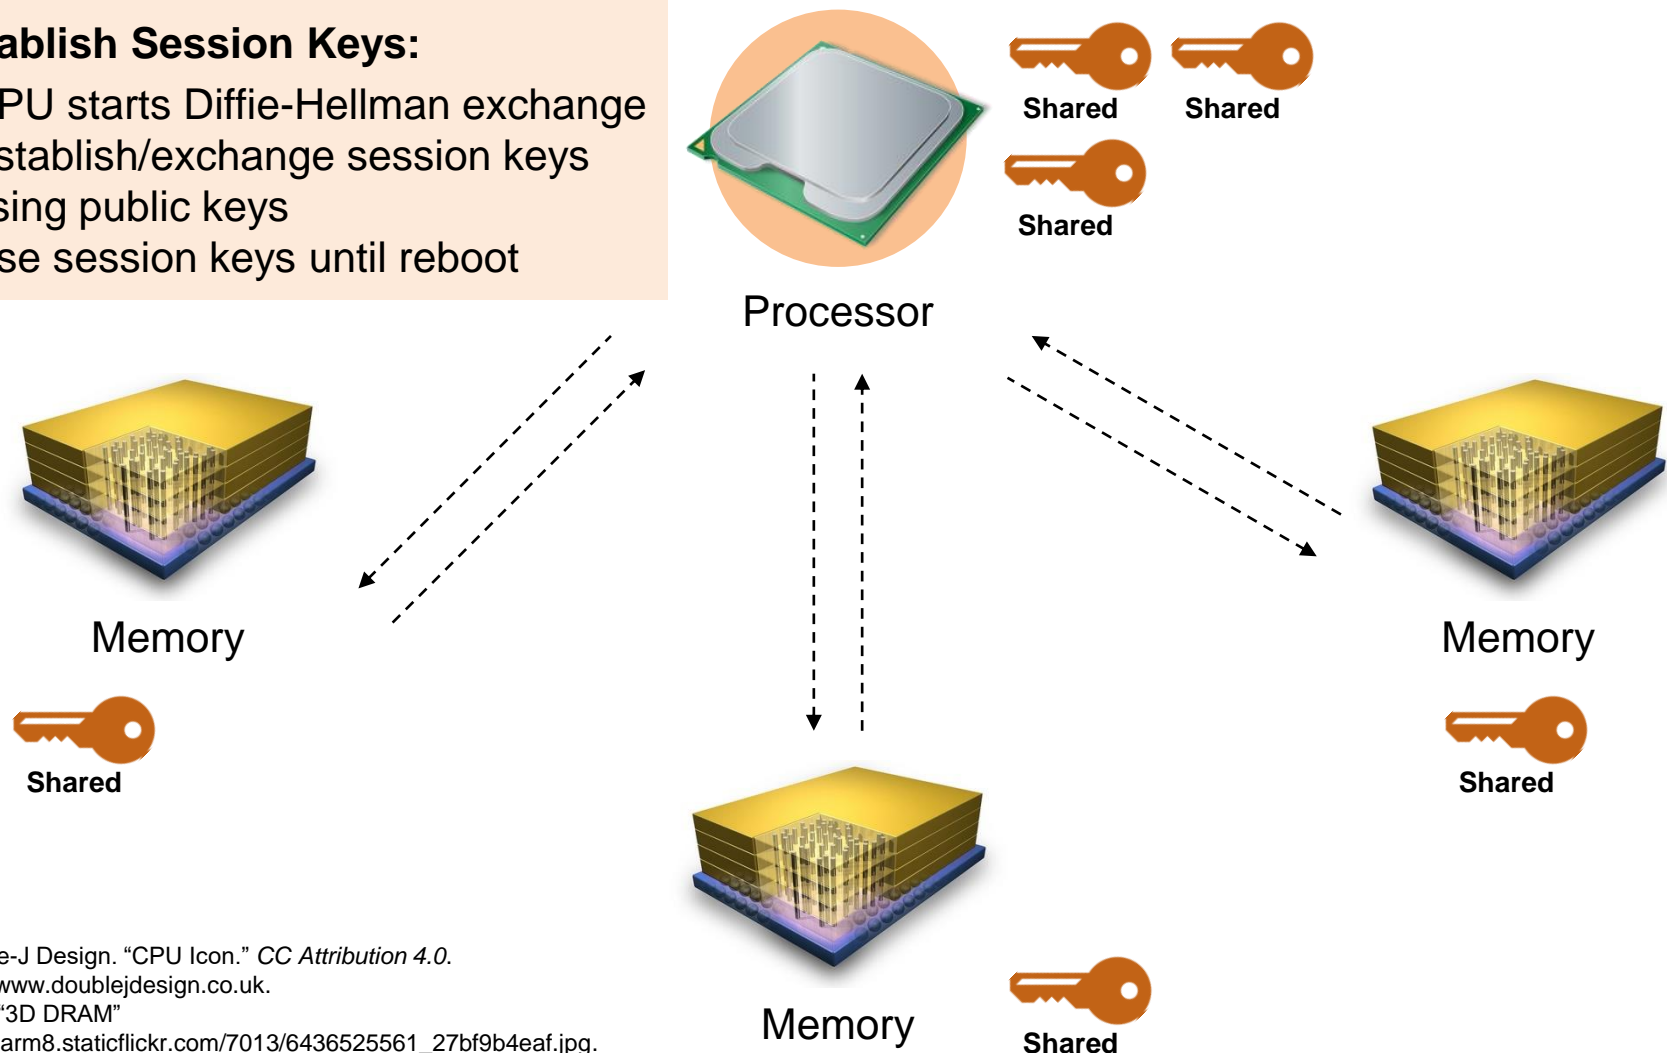 ablish Session Keys:
PU starts Diffie-Hellman exchange
stablish/exchange session keys
sing public keys
se session keys until reboot
Shared
Shared
Shared
Processor
Memory
Memory
Shared
Shared
Memory
Shared
e-J Design. “CPU Icon.” CC Attribution 4.0.
www.doublejdesign.co.uk.
“3D DRAM”
arm8.staticflickr.com/7013/6436525561_27bf9b4eaf.jpg.